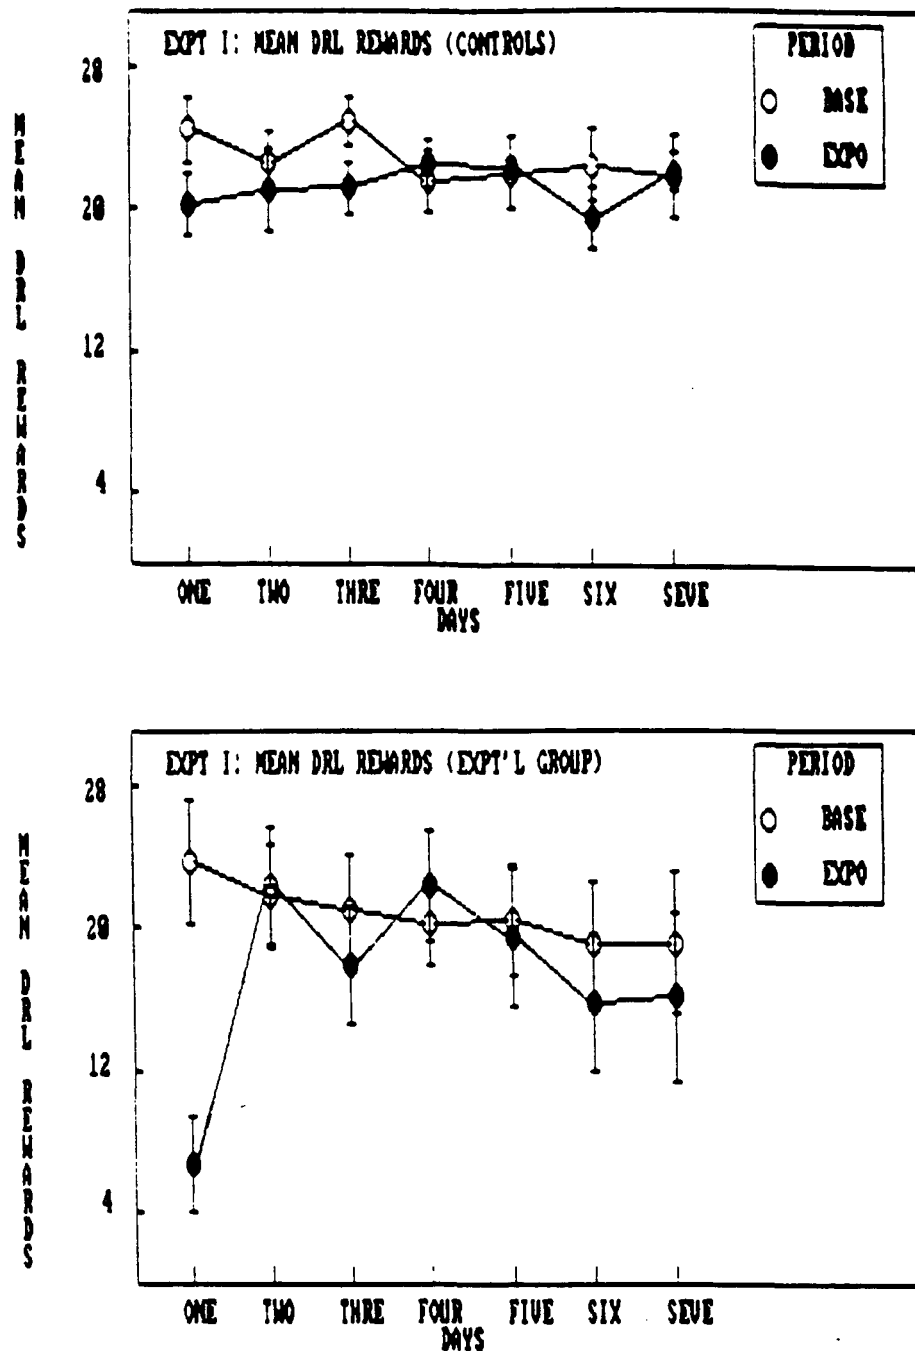 EXPT I: MEAN DRL REWARDS (CONTROLS)
PERIOD
BASE
EXPO
MEAN DRL REWARDS
28
20
12
4
ONE TWO THRE FOUR FIVE SIX SEVE
DAYS
EXPT I: MEAN DRL REWARDS (EXPT'L GROUP)
PERIOD
BASE
EXPO
MEAN DRL REWARDS
28
20
12
4
ONE TWO THRE FOUR FIVE SIX SEVE
DAYS